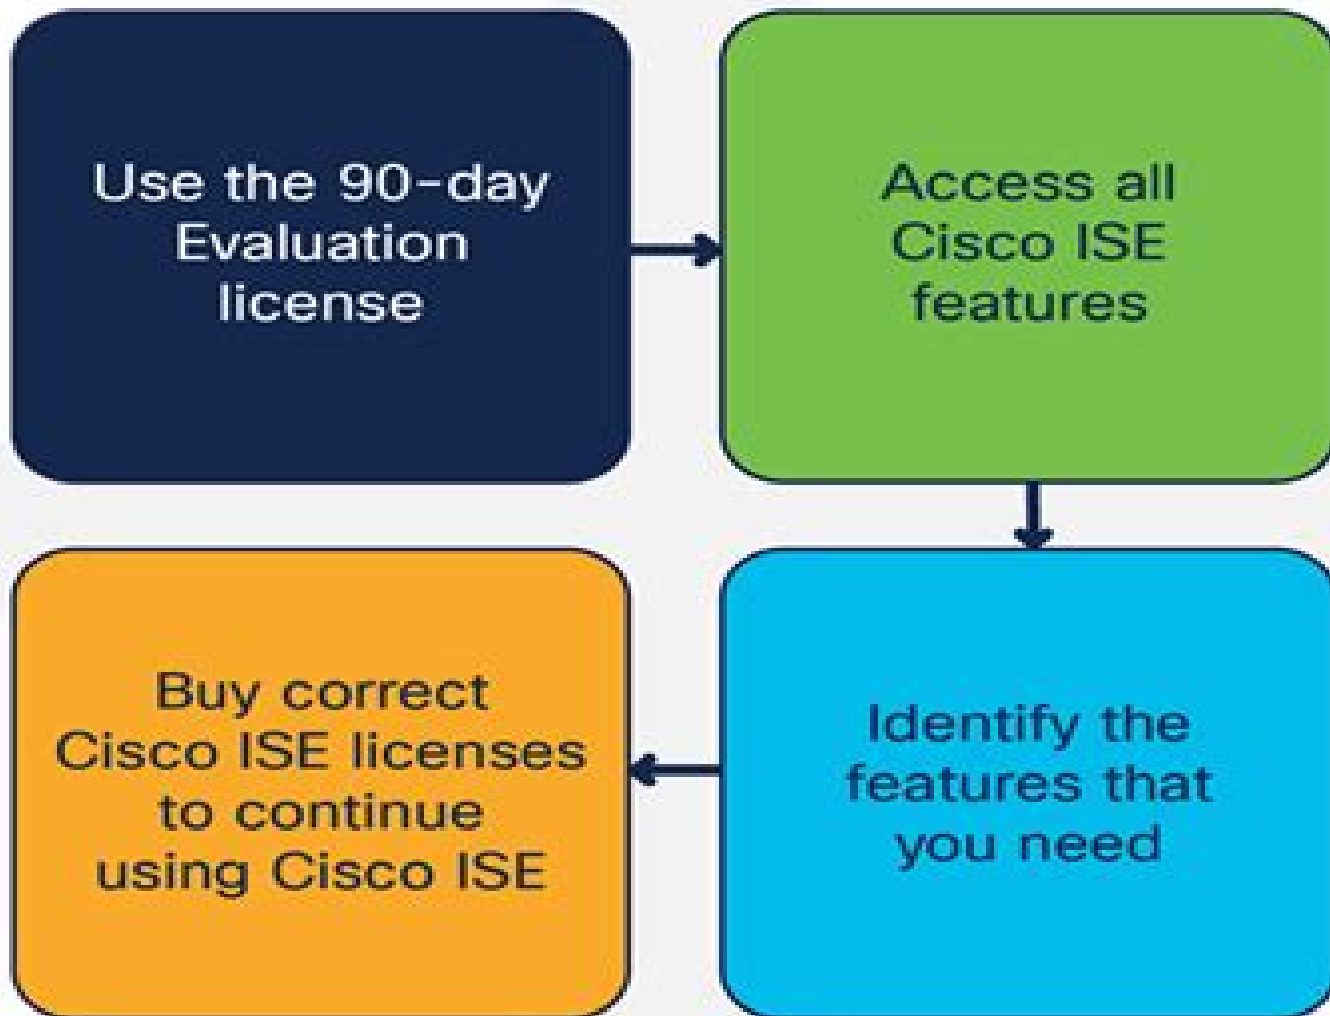 Use the 90-day
Evaluation
license
Access all
Cisco ISE
features
Identify the
features that
you need
Buy correct
Cisco ISE licenses
to continue
using Cisco ISE